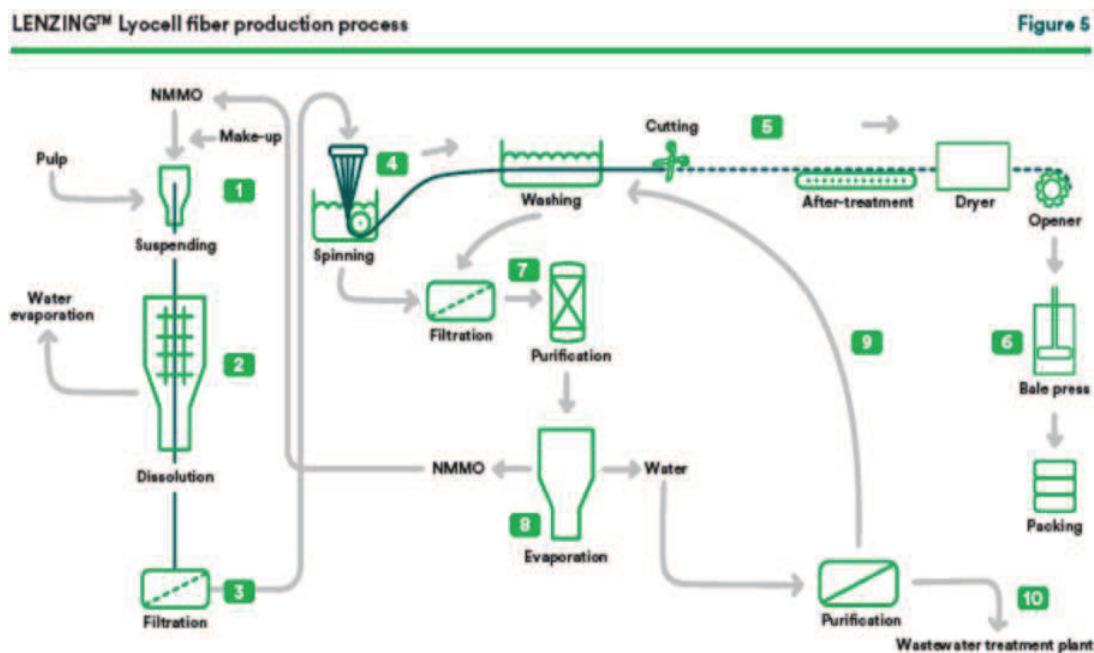 LENZING™ Lyocell fiber production process
Figure 5
NMMO
Make-up
Pulp
1
Suspending
Water
evaporation
2
Dissolution
3
Filtration
4
Spinning
Washing
Cutting
5
After-treatment
Dryer
Opener
7
Filtration
Purification
9
6
Bale press
NMMO
Water
8
Evaporation
Packing
Purification
10
Wastewater treatment plant